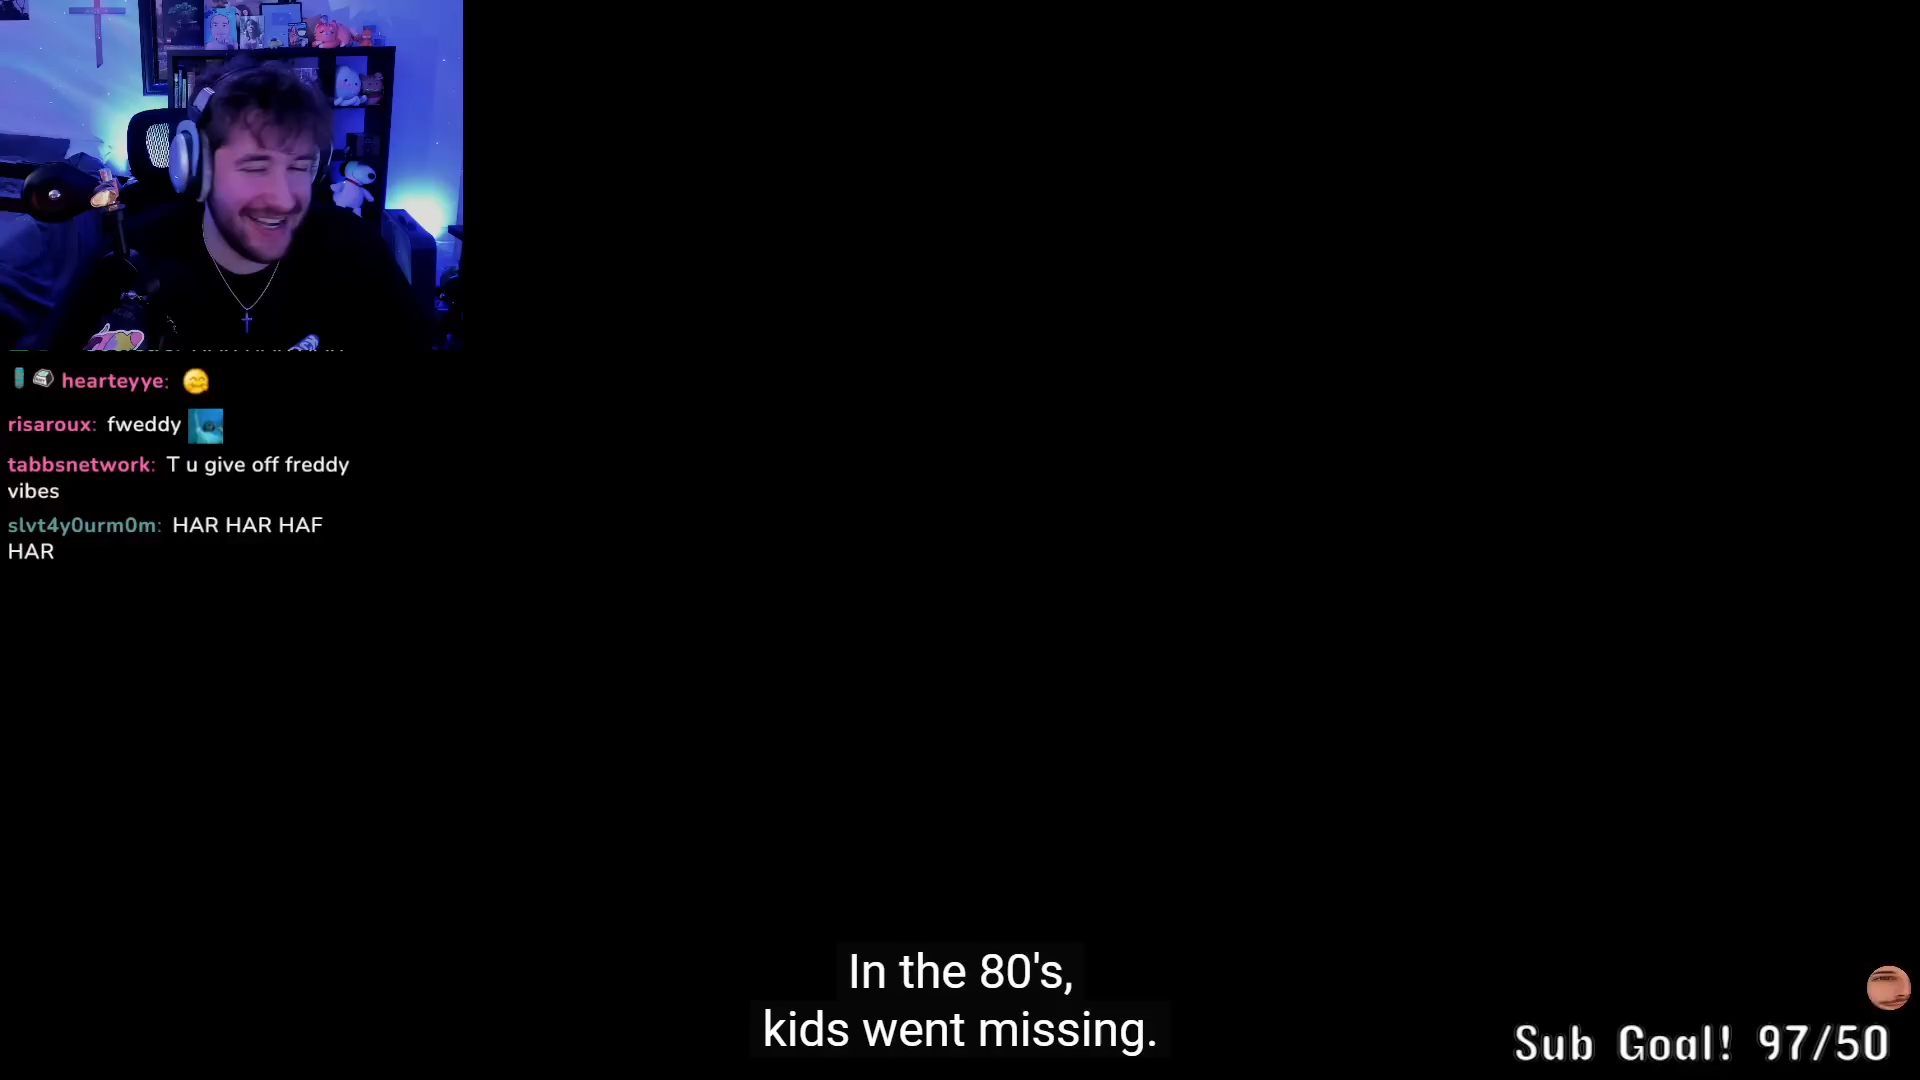 hearteyye:
risaroux: fweddy
tabbsnetwork: T u give off freddy
vibes
slvt4y0urm0m: HAR HAR HAF
HAR
In the 80's,
kids went missing.
Sub Goal! 97/50